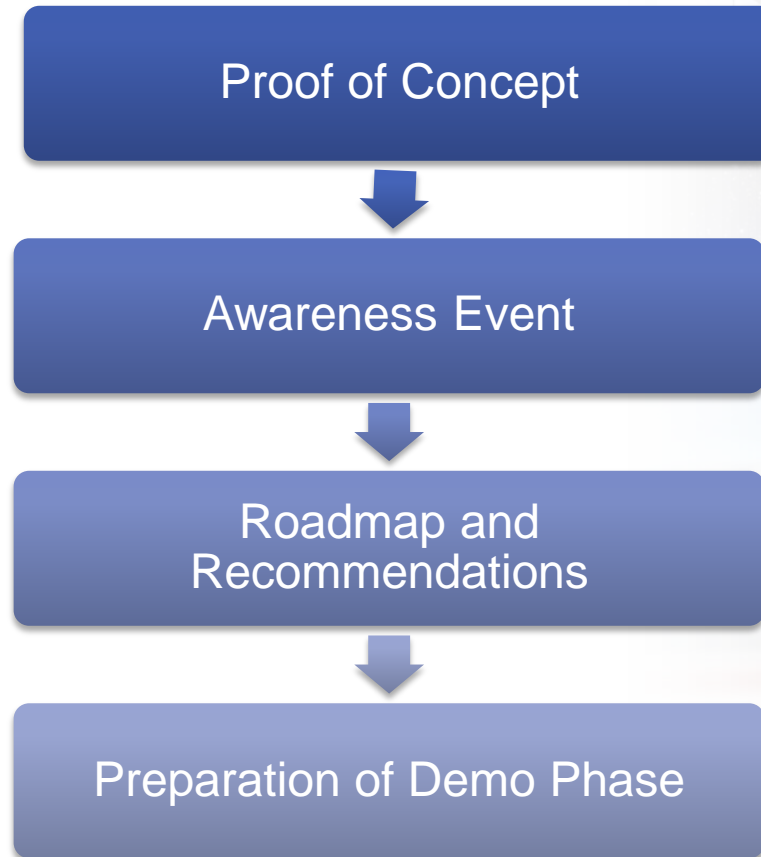 Proof of Concept
Awareness Event
Roadmap and
Recommendations
Preparation of Demo Phase